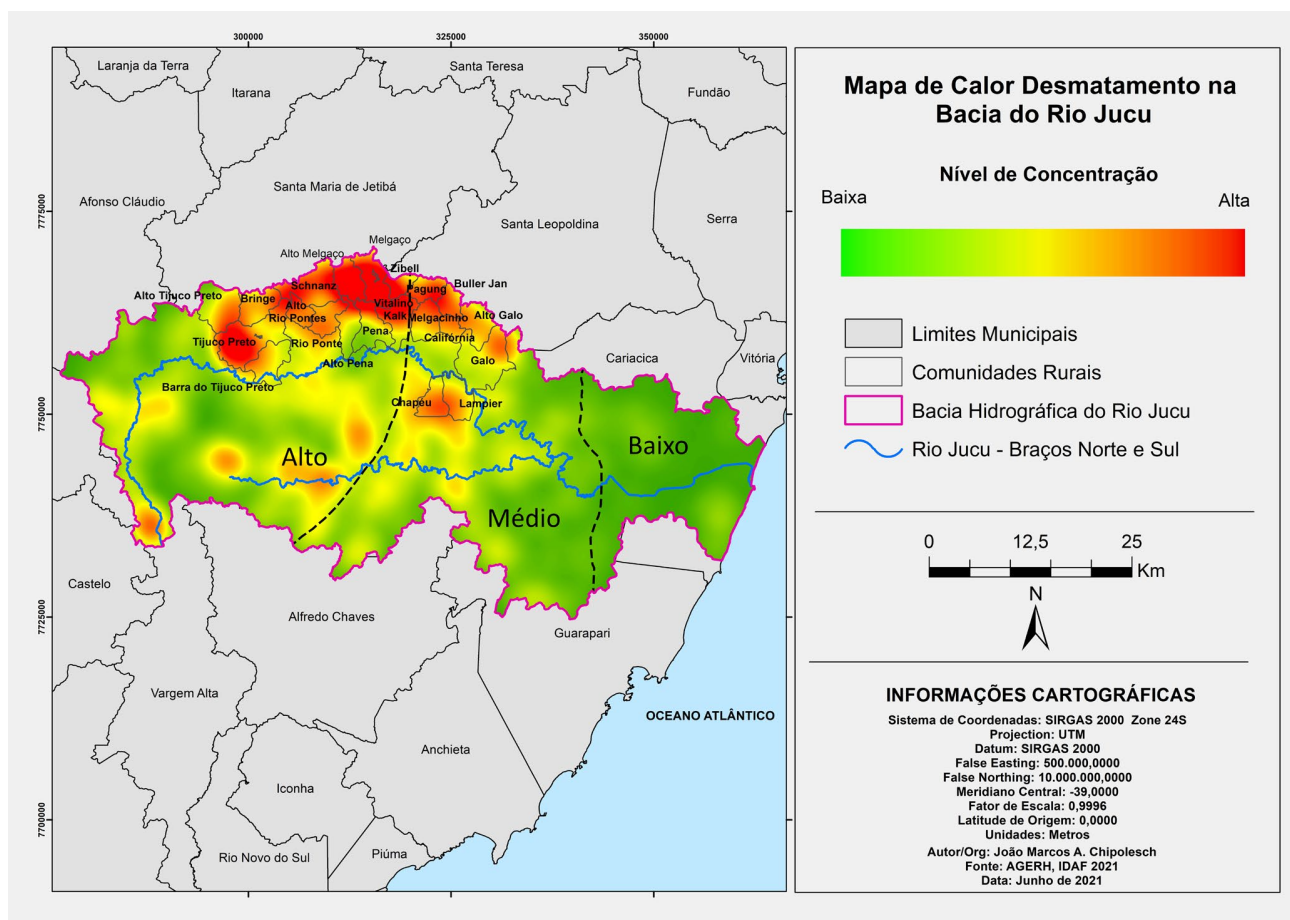 300000
325000
350000
7775000
7750000
7725000
7700000
Laranja da Terra
Santa Teresa
Itarana
Fundão
Santa Maria de Jetibá
Afonso Cláudio
Santa Leopoldina
Serra
Melgaço
Alto Melgaço
Zibell
Schnanz
Pagung
Buller Jan
Alto Tijuco Preto
Bringe
Alto
Rio Pontes
Vitalino
Kalk
Melgacinho
Alto Galo
Tijuco Preto
Rio Ponte
Pena
Califórnia
Alto Pena
Galo
Cariacica
Vitória
Barra do Tijuco Preto
Chapéu
Lampier
Alto
Baixo
Médio
Castelo
Alfredo Chaves
Guarapari
Vargem Alta
OCEANO ATLÂNTICO
Anchieta
Iconha
Rio Novo do Sul
Piúma
Mapa de Calor Desmatamento na
Bacia do Rio Jucu
Nível de Concentração
Baixa
Alta
Limites Municipais
Comunidades Rurais
Bacia Hidrográfica do Rio Jucu
Rio Jucu - Braços Norte e Sul
0 12,5 25
Km
N
INFORMAÇÕES CARTOGRÁFICAS
Sistema de Coordenadas: SIRGAS 2000 Zone 24S
Projection: UTM
Datum: SIRGAS 2000
False Easting: 500.000,0000
False Northing: 10.000.000,0000
Meridiano Central: -39,0000
Fator de Escala: 0,9996
Latitude de Origem: 0,0000
Unidades: Metros
Autor/Org: João Marcos A. Chipolesch
Fonte: AGERH, IDAF 2021
Data: Junho de 2021